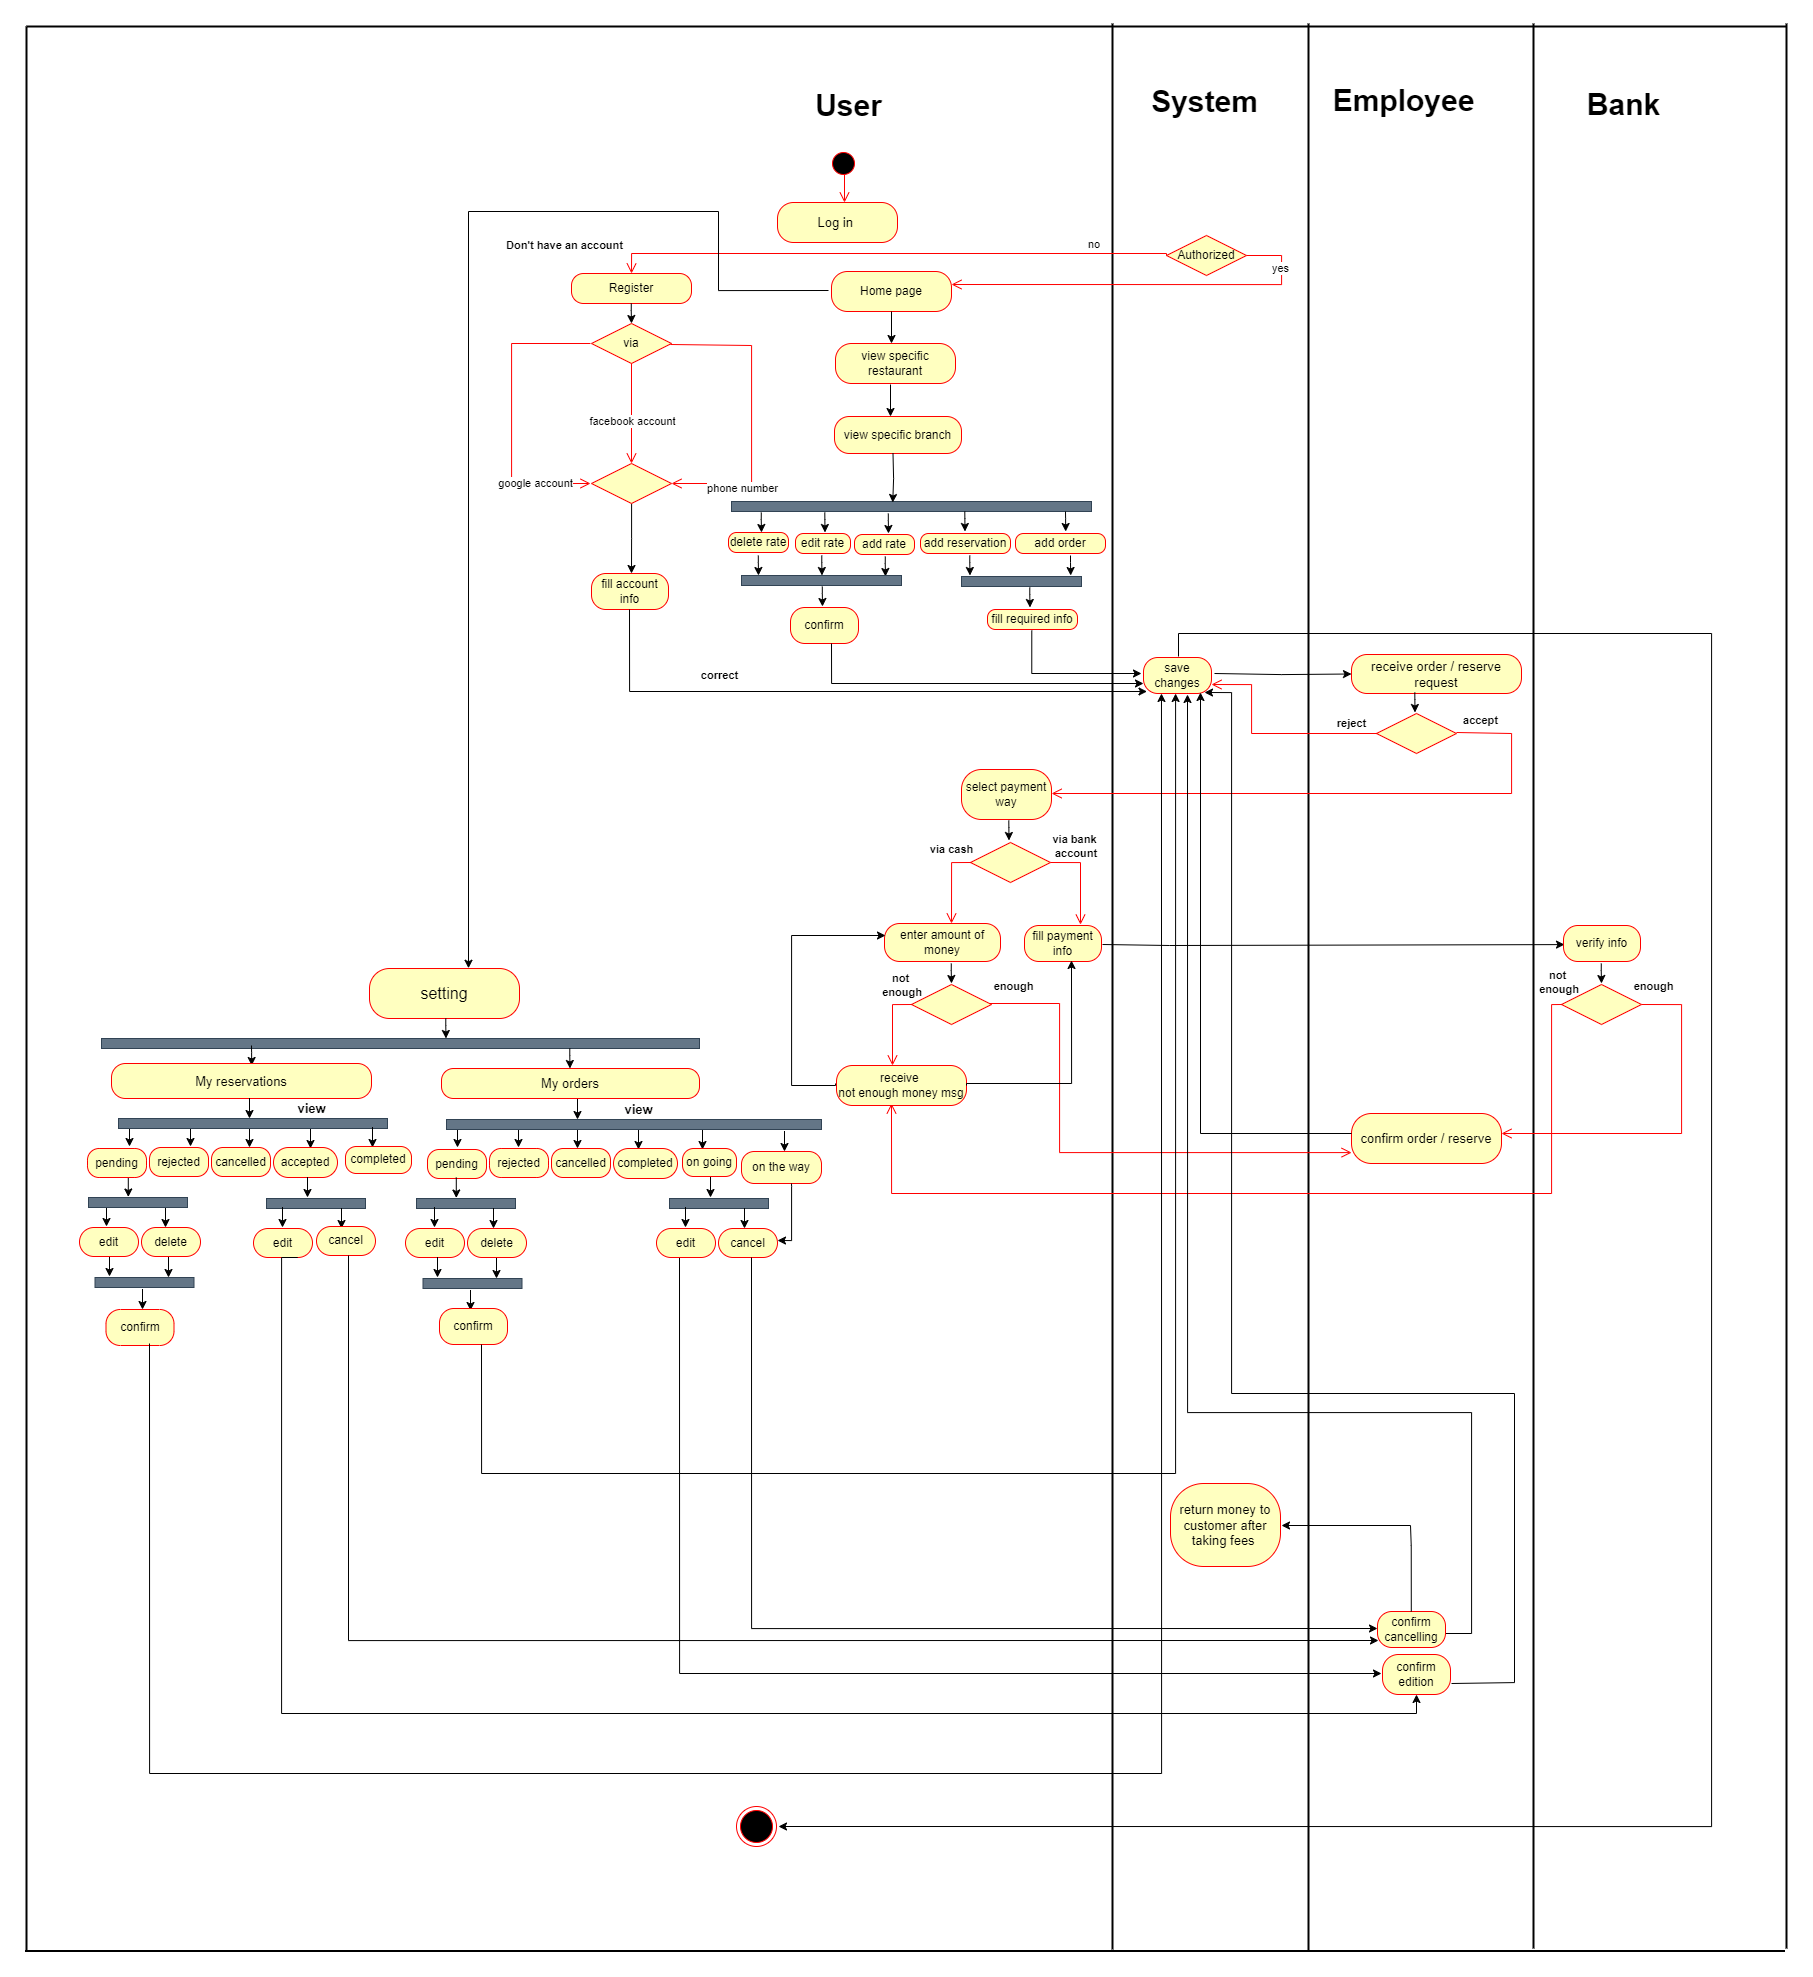 User
System
Employee
Bank
Log in
Don't have an account
no
Authorized
yes
Register
Home page
via
view specific
restaurant
facebook account
view specific branch
google account
phone number
delete rate
edit rate
add rate
add reservation
add order
fill account
info
confirm
fill required info
correct
save
changes
receive order / reserve
request
reject
accept
select payment
way
via cash
via bank
account
enter amount of
money
fill payment
info
verify info
not
enough
enough
not
enough
enough
setting
My reservations
My orders
receive
not enough money msg
view
view
confirm order / reserve
pending
rejected
cancelled
accepted
completed
pending
rejected
cancelled
completed
on going
on the way
edit
delete
edit
cancel
edit
delete
edit
cancel
confirm
confirm
return money to
customer after
taking fees
confirm
cancelling
confirm
edition